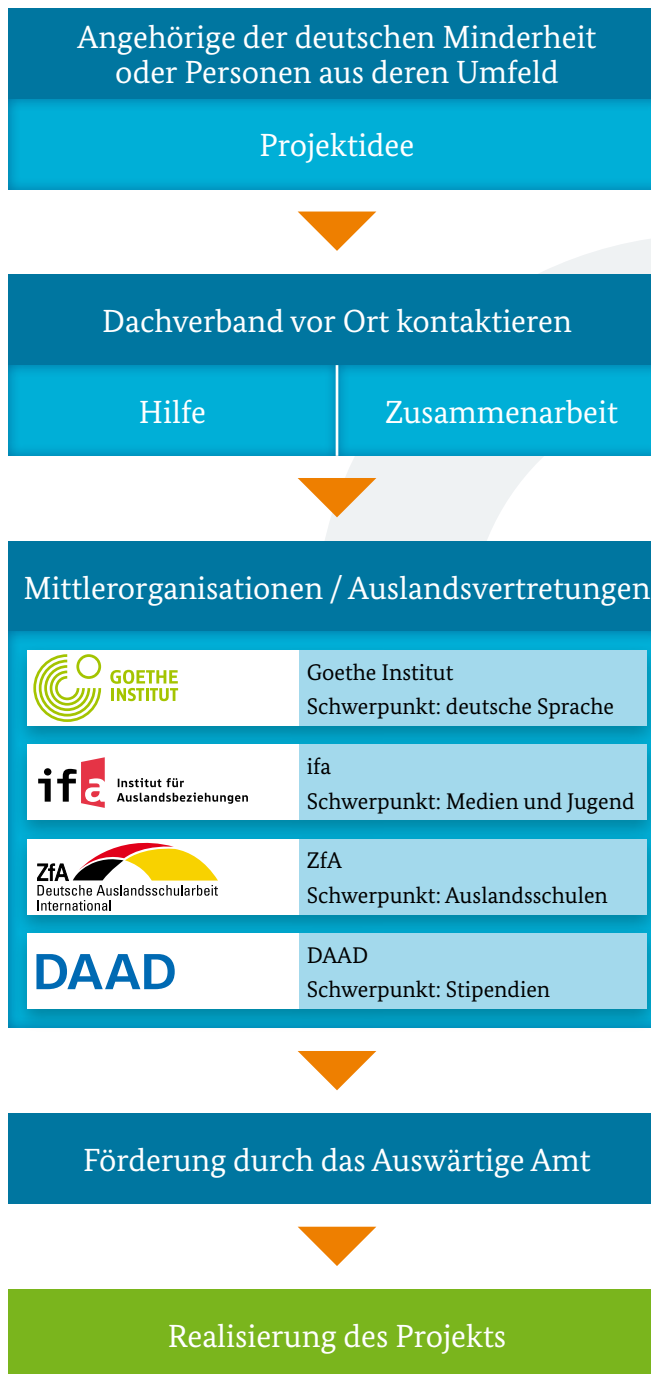 Angehörige der deutschen Minderheit
oder Personen aus deren Umfeld
Projektidee
Dachverband vor Ort kontaktieren
Hilfe
Zusammenarbeit
Mittlerorganisationen / Auslandsvertretungen
GOETHE
INSTITUT
Goethe Institut
Schwerpunkt: deutsche Sprache
ifa
Institut für
Auslandsbeziehungen
ifa
Schwerpunkt: Medien und Jugend
ZfA
Deutsche Auslandsschularbeit
International
ZfA
Schwerpunkt: Auslandsschulen
DAAD
DAAD
Schwerpunkt: Stipendien
Förderung durch das Auswärtige Amt
Realisierung des Projekts